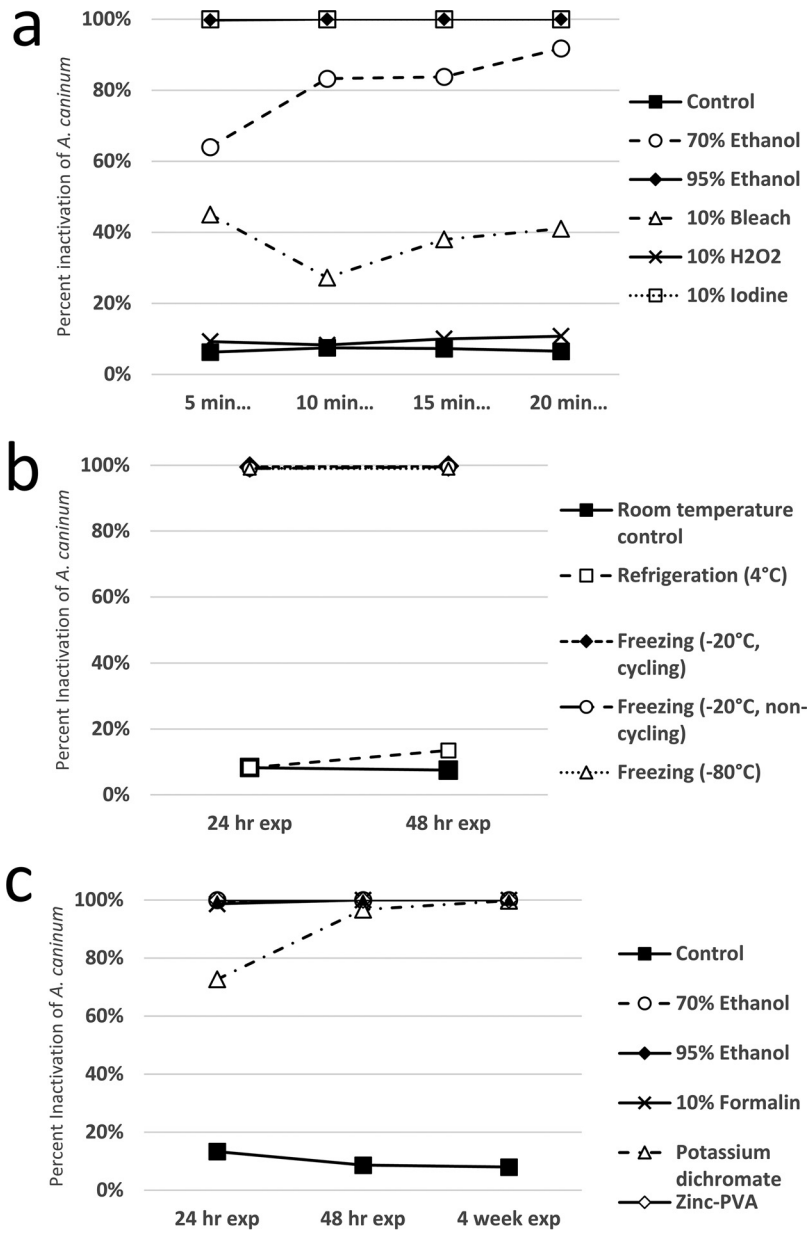 a
100%
80%
60%
40%
20%
0%
Percent inactivation of A. caninum
5 min...
10 min...
15 min...
20 min...
Control
70% Ethanol
95% Ethanol
10% Bleach
10% H2O2
10% Iodine
b
100%
80%
60%
40%
20%
0%
Percent Inactivation of A. caninum
24 hr exp
48 hr exp
Room temperature
control
Refrigeration (4°C)
Freezing (-20°C,
cycling)
Freezing (-20°C, non-
cycling)
Freezing (-80°C)
c
100%
80%
60%
40%
20%
0%
Percent Inactivation of A. caninum
24 hr exp
48 hr exp
4 week exp
Control
70% Ethanol
95% Ethanol
10% Formalin
Potassium
dichromate
Zinc-PVA